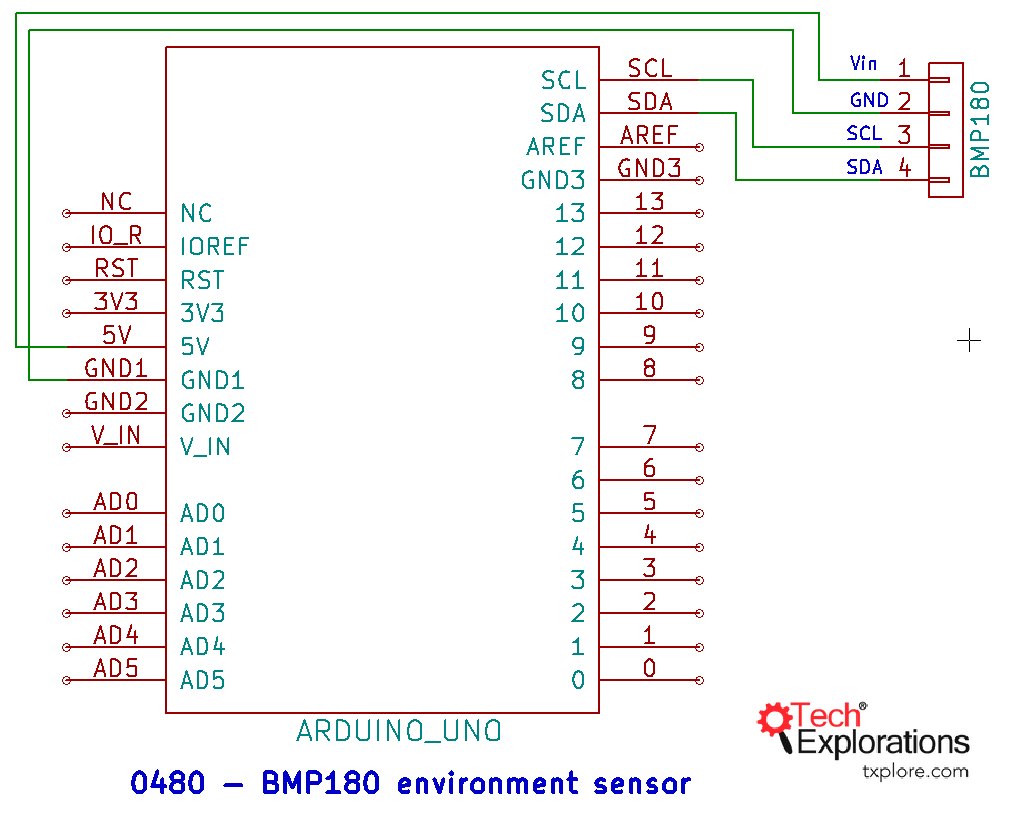 SCL SCL Vin 1
SDA SDA GND 2
AREF AREF SCL 3
GND3 GND3 SDA 4
BMP180
NC NC 13 13
IO_R IOREF 12 12
RST RST 11 11
3V3 3V3 10 10
5V 5V 9 9
GND1 GND1 8 8
GND2 GND2
V_IN V_IN 7 7
6 6
AD0 AD0 5 5
AD1 AD1 4 4
AD2 AD2 3 3
AD3 AD3 2 2
AD4 AD4 1 1
AD5 AD5 0 0
ARDUINO_UNO
0480 – BMP180 environment sensor
Tech®
Explorations
txplore.com